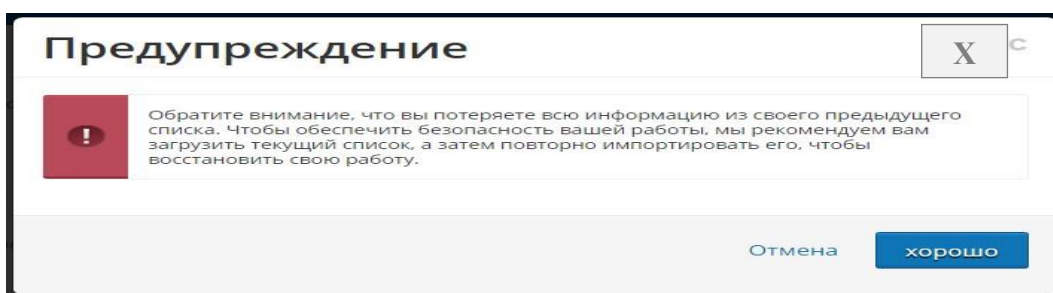 Предупреждение
X
с
Обратите внимание, что вы потеряете всю информацию из своего предыдущего
списка. Чтобы обеспечить безопасность вашей работы, мы рекомендуем вам
загрузить текущий список, а затем повторно импортировать его, чтобы
восстановить свою работу.
Отмена
хорошо